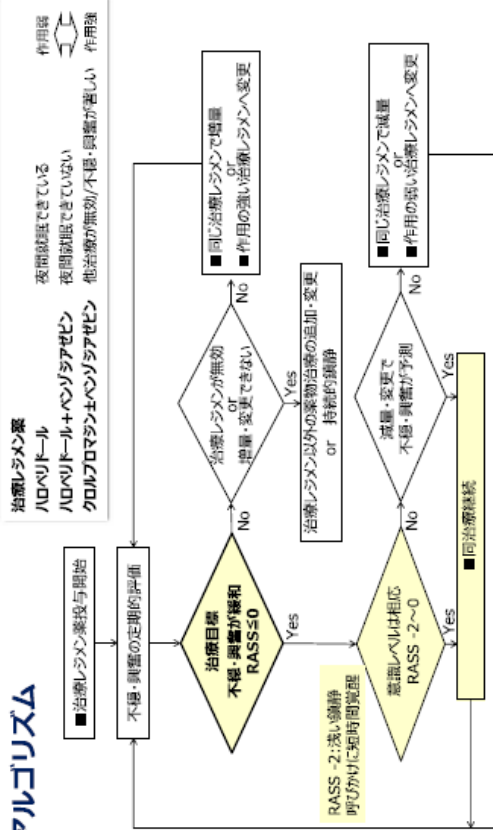 アルゴリズム
治療レジメン薬
ハロペリドール 夜間就眠できている 作用弱
ハロペリドール+ベンゾジアゼピン 夜間就眠できていない
クロルプロマジン±ベンゾジアゼピン 他治療が無効/不穏・興奮が著しい 作用強
■治療レジメン薬投与開始
不穏・興奮の定期的評価
治療目標
不穏・興奮が緩和
RASS≦0
No
治療レジメンが無効
or
増量・変更できない
No
■同じ治療レジメンで増量
or
■作用の強い治療レジメンへ変更
Yes
治療レジメン以外の薬物治療の追加・変更
or 持続的鎮静
Yes
RASS -2:浅い鎮静
呼びかけに短時間覚醒
意識レベルは相応
RASS -2~0
No
減量・変更で
不穏・興奮が予測
No
■同じ治療レジメンで減量
or
■作用の弱い治療レジメンへ変更
Yes
Yes
■同治療継続